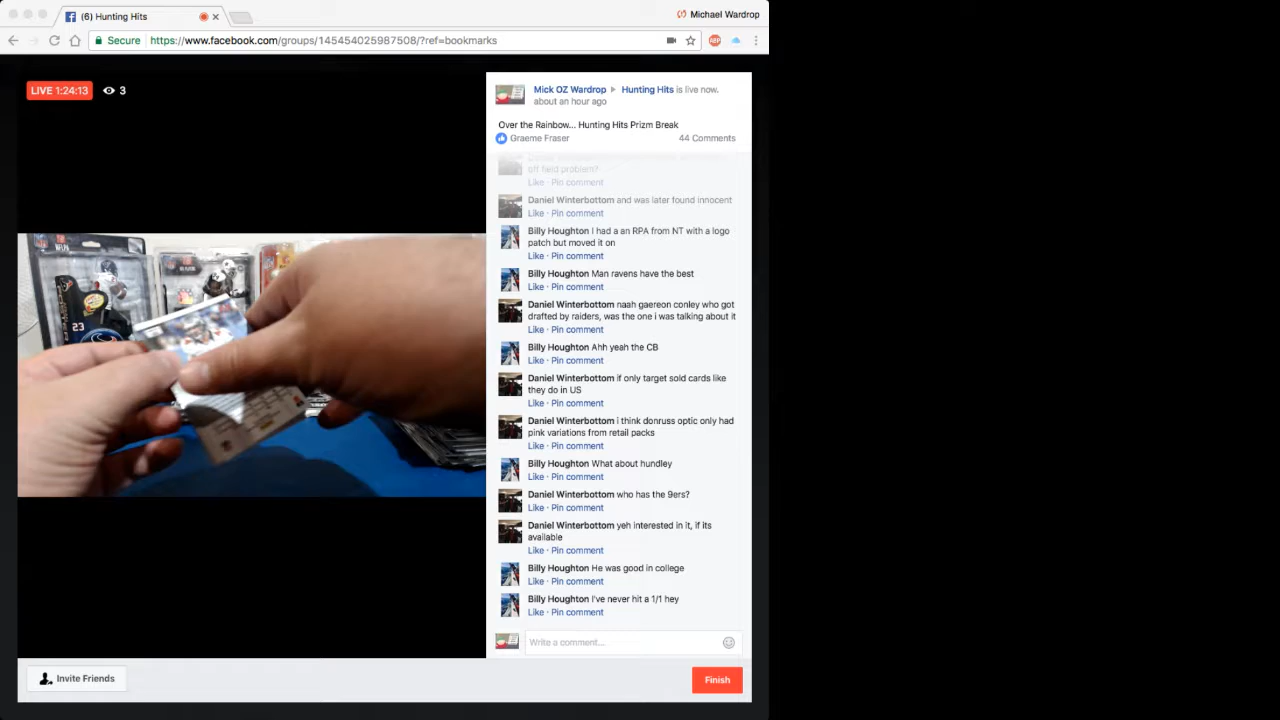 (6) Hunting Hits
Michael Wardrop
Secure https://www.facebook.com/groups/145454025987508/?ref=bookmarks
ABP
LIVE 1:24:13 3
Mick OZ Wardrop ▸ Hunting Hits is live now.
about an hour ago
Over the Rainbow... Hunting Hits Prizm Break
Graeme Fraser 44 Comments
off field problem?
Like · Pin comment
Daniel Winterbottom and was later found innocent
Like · Pin comment
Billy Houghton I had a an RPA from NT with a logo
patch but moved it on
Like · Pin comment
Billy Houghton Man ravens have the best
Like · Pin comment
Daniel Winterbottom naah gaereon conley who got
drafted by raiders, was the one i was talking about it
Like · Pin comment
Billy Houghton Ahh yeah the CB
Like · Pin comment
Daniel Winterbottom if only target sold cards like
they do in US
Like · Pin comment
Daniel Winterbottom i think donruss optic only had
pink variations from retail packs
Like · Pin comment
Billy Houghton What about hundley
Like · Pin comment
Daniel Winterbottom who has the 9ers?
Like · Pin comment
Daniel Winterbottom yeh interested in it, if its
available
Like · Pin comment
Billy Houghton He was good in college
Like · Pin comment
Billy Houghton I've never hit a 1/1 hey
Like · Pin comment
Write a comment...
23
Invite Friends
Finish